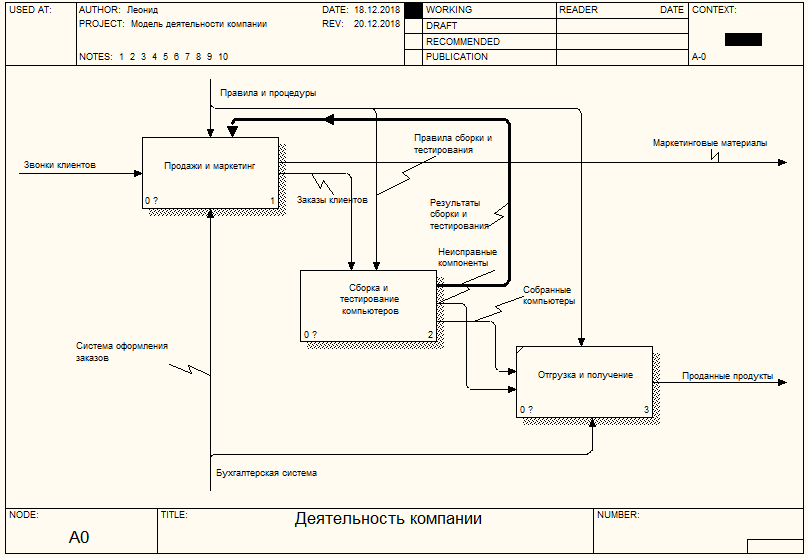 USED AT:
AUTHOR: Леонид
DATE: 18.12.2018
WORKING
READER
DATE
CONTEXT:
PROJECT: Модель деятельности компании
REV: 20.12.2018
DRAFT
RECOMMENDED
NOTES: 1 2 3 4 5 6 7 8 9 10
PUBLICATION
A-0
Правила и процедуры
Правила сборки и
тестирования
Маркетинговые материалы
Звонки клиентов
Продажи и маркетинг
0 ?
1
Заказы клиентов
Результаты
сборки и
тестирования
Неисправные
компоненты
Сборка и
тестирование
компьютеров
0 ?
2
Собранные
компьютеры
Система оформления
заказов
Отгрузка и получение
0 ?
3
Проданные продукты
Бухгалтерская система
NODE:
A0
TITLE:
Деятельность компании
NUMBER: